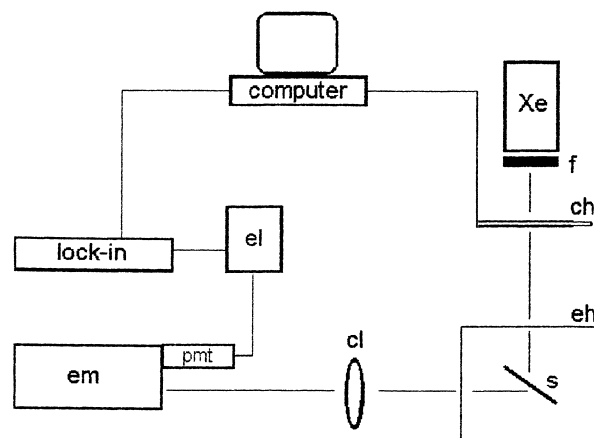 computer
Xe
f
ch
lock-in
el
eh
pmt
cl
em
s